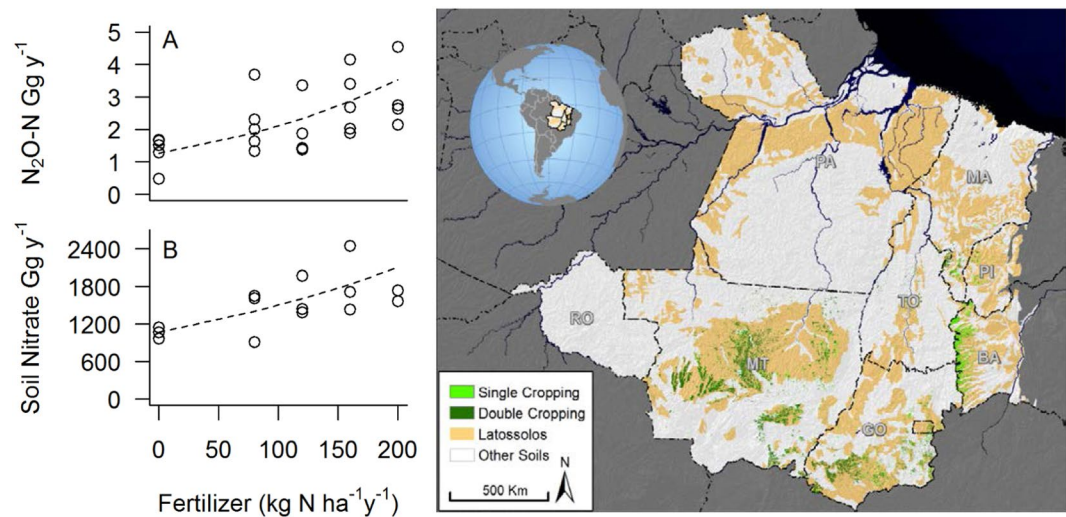 A
N₂O-N Gg y⁻¹
5
4
3
2
1
0
B
Soil Nitrate Gg y⁻¹
2400
1800
1200
600
0
0 50 100 150 200
Fertilizer (kg N ha⁻¹y⁻¹)
PA
MA
PI
TO
RO
MT
BA
GO
Single Cropping
Double Cropping
Latossolos
Other Soils
N
500 Km